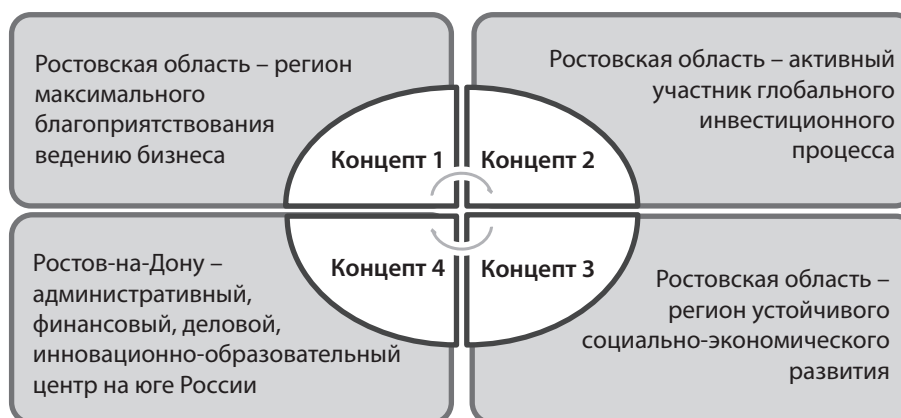 Ростовская область – регион
максимального
благоприятствования
ведению бизнеса
Концепт 1
Ростовская область – активный
участник глобального
инвестиционного
процесса
Концепт 2
Ростов-на-Дону –
административный,
финансовый, деловой,
инновационно-образовательный
центр на юге России
Концепт 4
Концепт 3
Ростовская область –
регион устойчивого
социально-экономического
развития